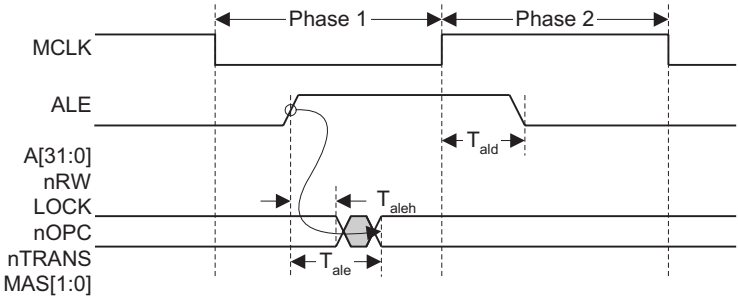 Phase 1
Phase 2
MCLK
ALE
T_ald
A[31:0]
nRW
LOCK
T_aleh
nOPC
nTRANS
T_ale
MAS[1:0]